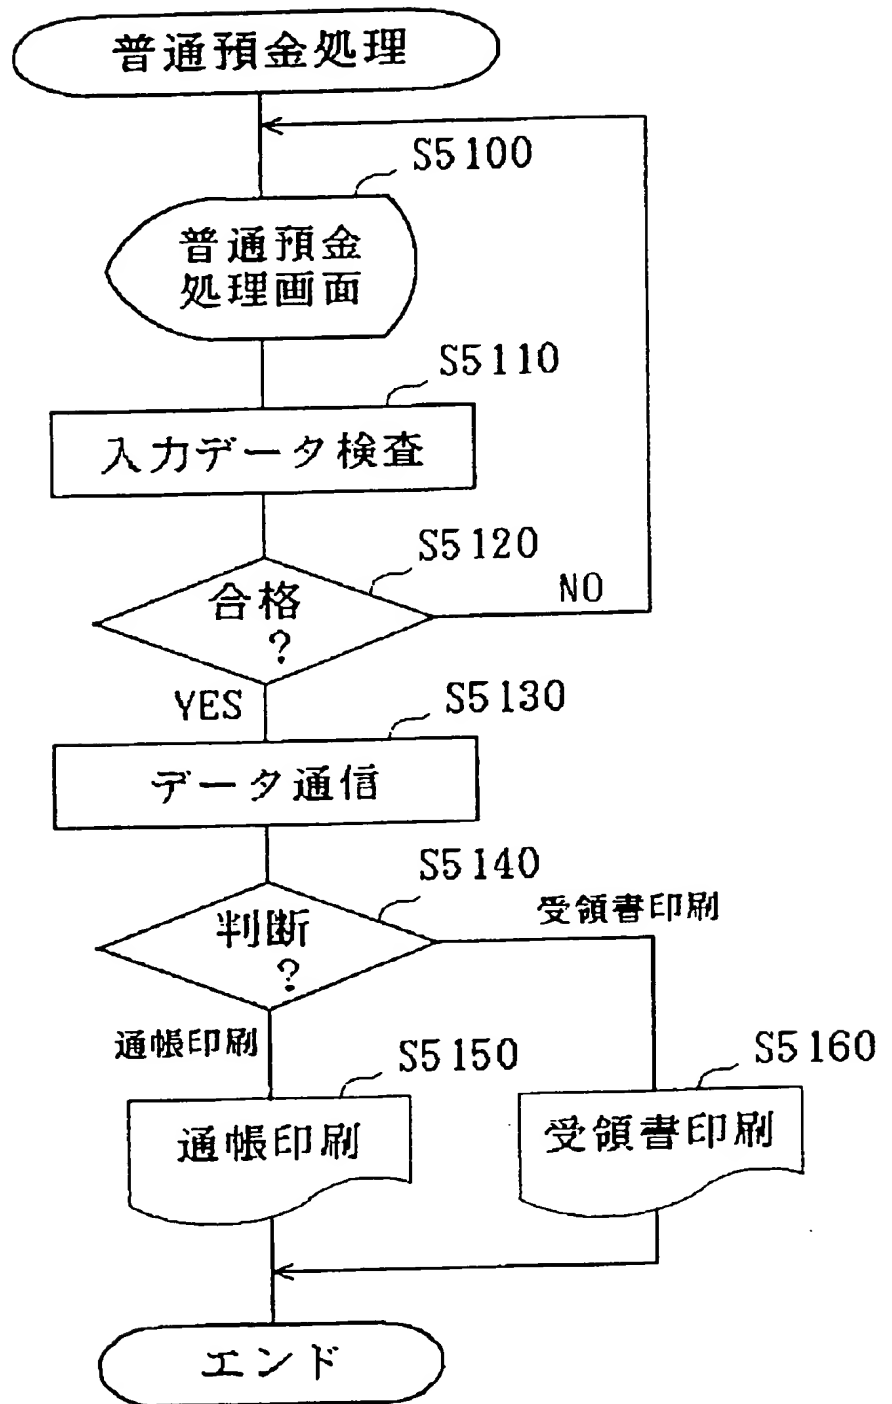 普通預金処理
S5100
普通預金
処理画面
S5110
入力データ検査
S5120
合格
?
NO
YES
S5130
データ通信
S5140
判断
?
受領書印刷
通帳印刷
S5150
S5160
通帳印刷
受領書印刷
エンド